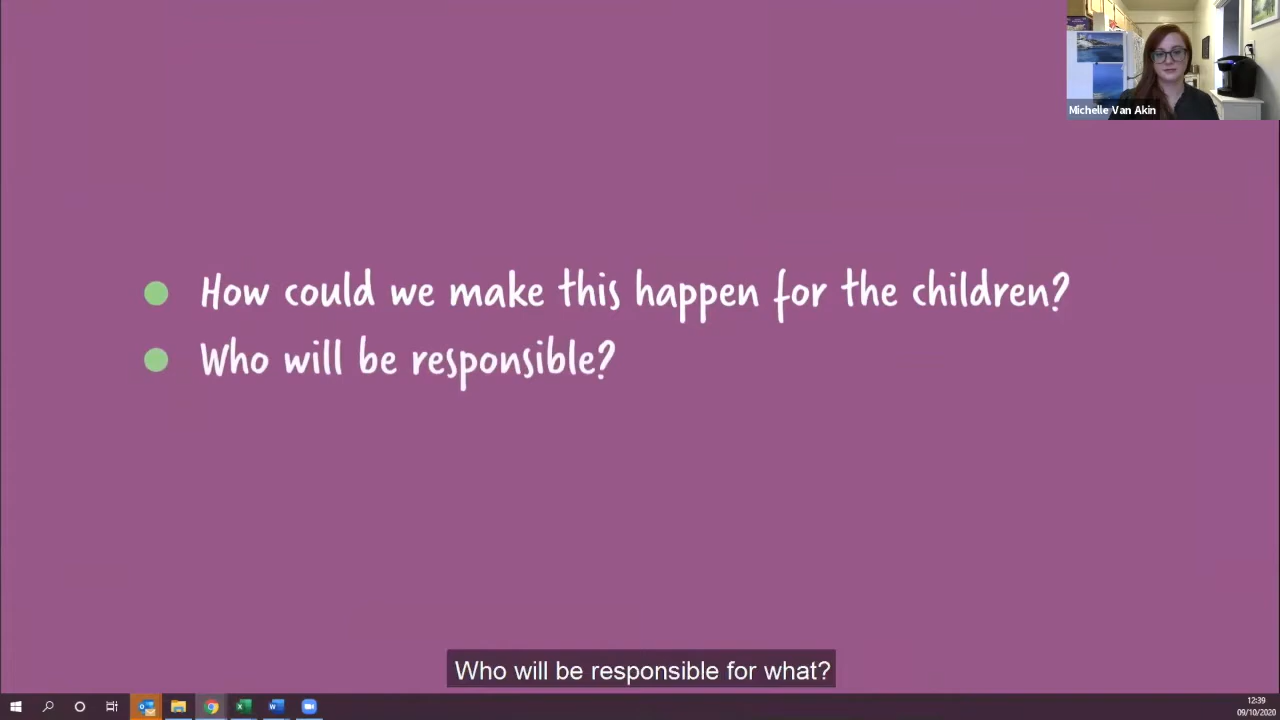 Michelle Van Akin
How could we make this happen for the children?
Who will be responsible?
Who will be responsible for what?
12:39
09/10/2020